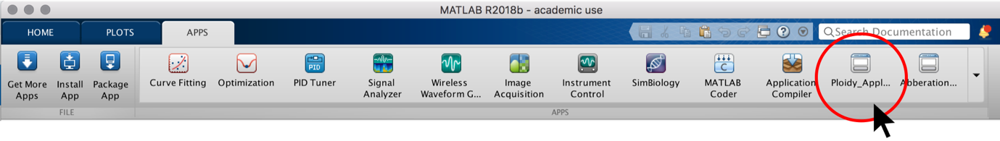 MATLAB R2018b - academic use
HOME PLOTS APPS Search Documentation
Get More Apps
Install App
Package App
Curve Fitting
Optimization
PID
PID Tuner
Signal Analyzer
Wireless Waveform G...
Image Acquisition
Instrument Control
SimBiology
C
MATLAB Coder
Application Compiler
Ploidy_Appl...
Abberation...
FILE APPS